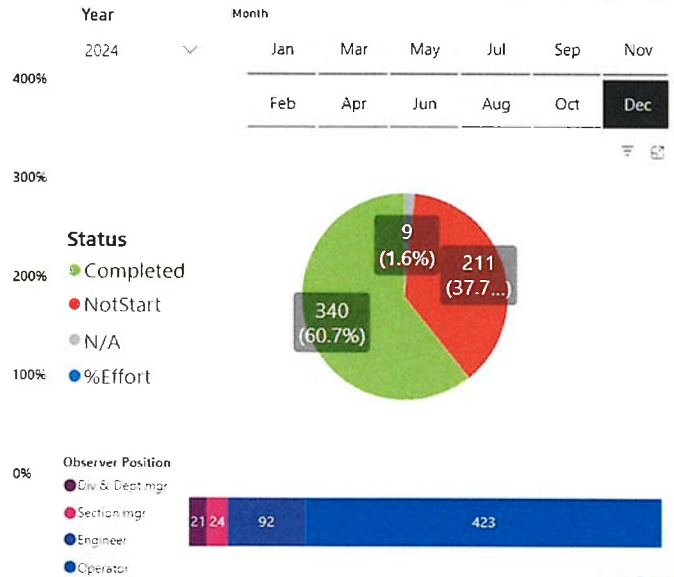 Year
Month
2024
Jan Mar May Jul Sep Nov
400%
Feb Apr Jun Aug Oct Dec
300%
9
(1.6%)
211
(37.7...)
340
(60.7%)
Status
Completed
NotStart
N/A
%Effort
200%
100%
0%
Observer Position
Div & Dept mgr
Section mgr
Engineer
Operator
21 24 92 423